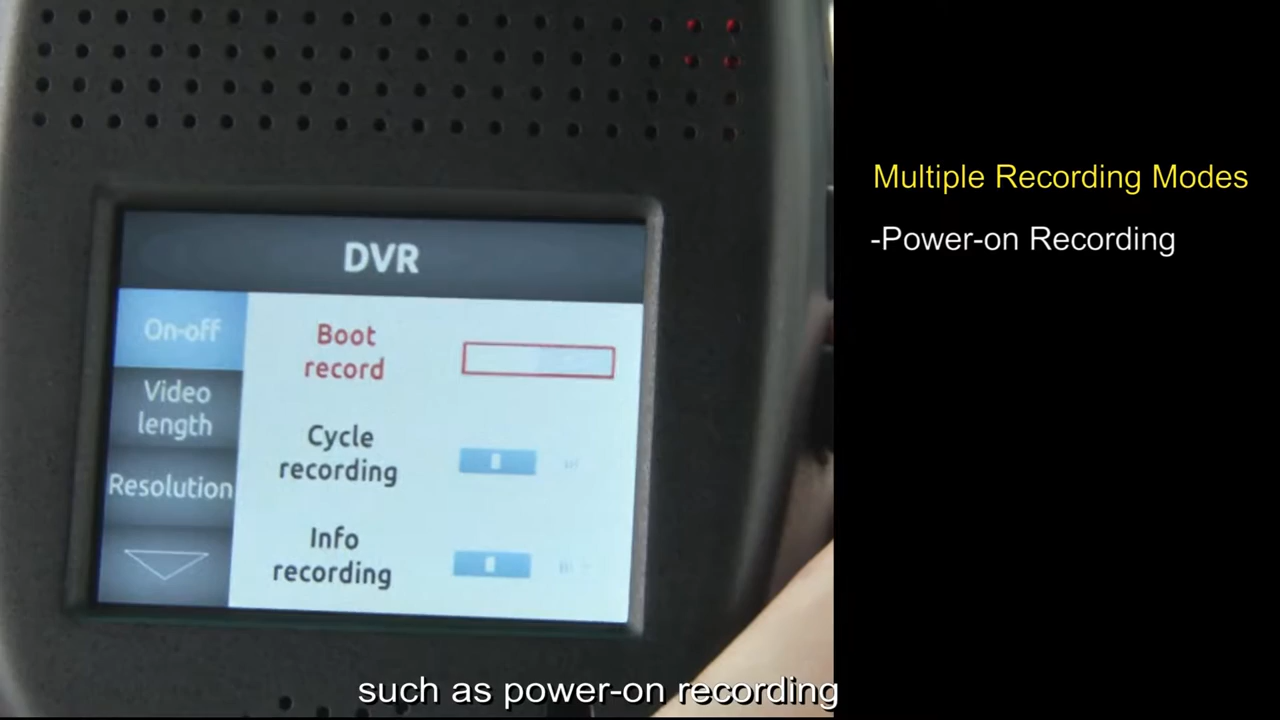 DVR
On-off
Video
length
Resolution
Boot
record
Cycle
recording
Info
recording
Multiple Recording Modes
-Power-on Recording
such as power-on recording